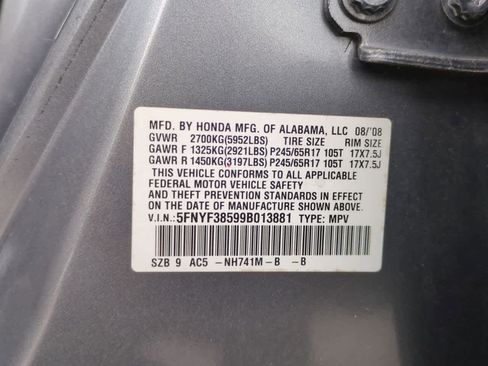 MFD. BY HONDA MFG. OF ALABAMA, LLC 08/'08
GVWR 2700KG(5952LBS) TIRE SIZE RIM SIZE
GAWR F 1325KG(2921LBS) P245/65R17 105T 17X7.5J
GAWR R 1450KG(3197LBS) P245/65R17 105T 17X7.5J
THIS VEHICLE CONFORMS TO ALL APPLICABLE
FEDERAL MOTOR VEHICLE SAFETY
AND THEFT PREVENTION STANDARDS IN EFFECT
ON THE DATE OF MANUFACTURE SHOWN ABOVE.
V.I.N.:5FNYF38599B013881 TYPE: MPV
SZB 9 AC5 -NH741M-B -B